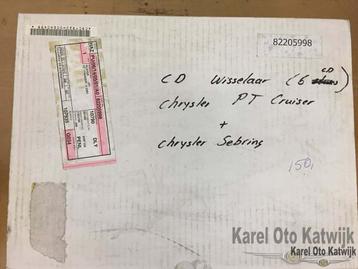 82205998
CD Wisselaar (6 CD)
chrysler PT Cruiser
+
chrysler Sebring
150,
Karel Oto Katwijk
Karel Oto Katwijk